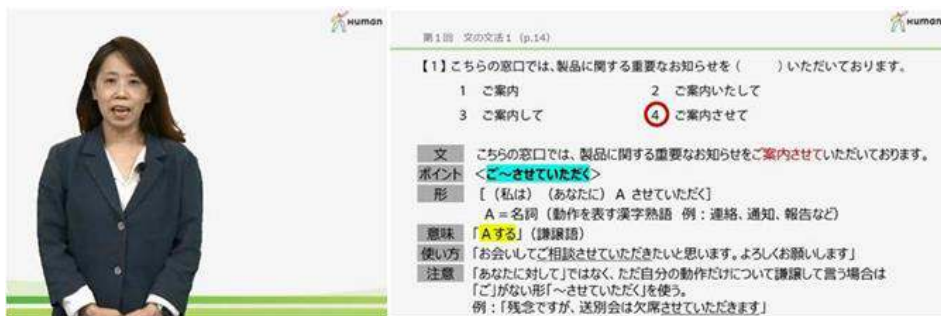 Human
Human
第1回 文の文法1 (p.14)
【1】こちらの窓口では、製品に関する重要なお知らせを（　　）いただいております。
1 ご案内 2 ご案内いたして
3 ご案内して 4 ご案内させて
文 こちらの窓口では、製品に関する重要なお知らせをご案内させていただいております。
ポイント <ご～させていただく>
形 [（私は）（あなたに）A させていただく]
A＝名詞（動作を表す漢字熟語 例：連絡、通知、報告など）
意味 「Aする」（謙譲語）
使い方 「お会いしてご相談させていただきたいと思います。よろしくお願いします」
注意 「あなたに対して」ではなく、ただ自分の動作だけについて謙譲して言う場合は
「ご」がない形「～させていただく」を使う。
例：「残念ですが、送別会は欠席させていただきます」